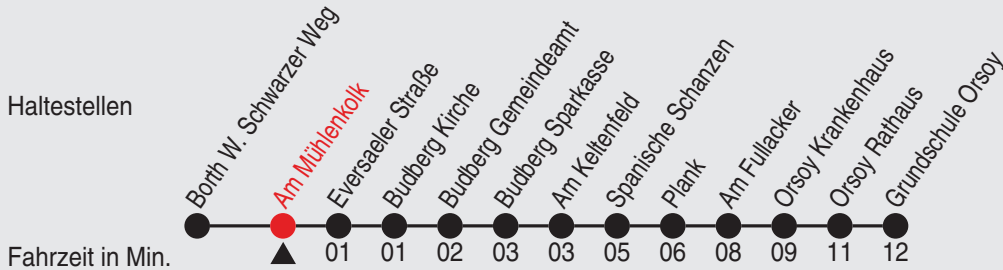 Haltestellen
Borth W. Schwarzer Weg
Am Mühlenkolk
Eversaeler Straße
Budberg Kirche
Budberg Gemeindeamt
Budberg Sparkasse
Am Keltenfeld
Spanische Schanzen
Plank
Am Fullacker
Orsoy Krankenhaus
Orsoy Rathaus
Grundschule Orsoy
Fahrzeit in Min. 01 01 02 03 03 05 06 08 09 11 12